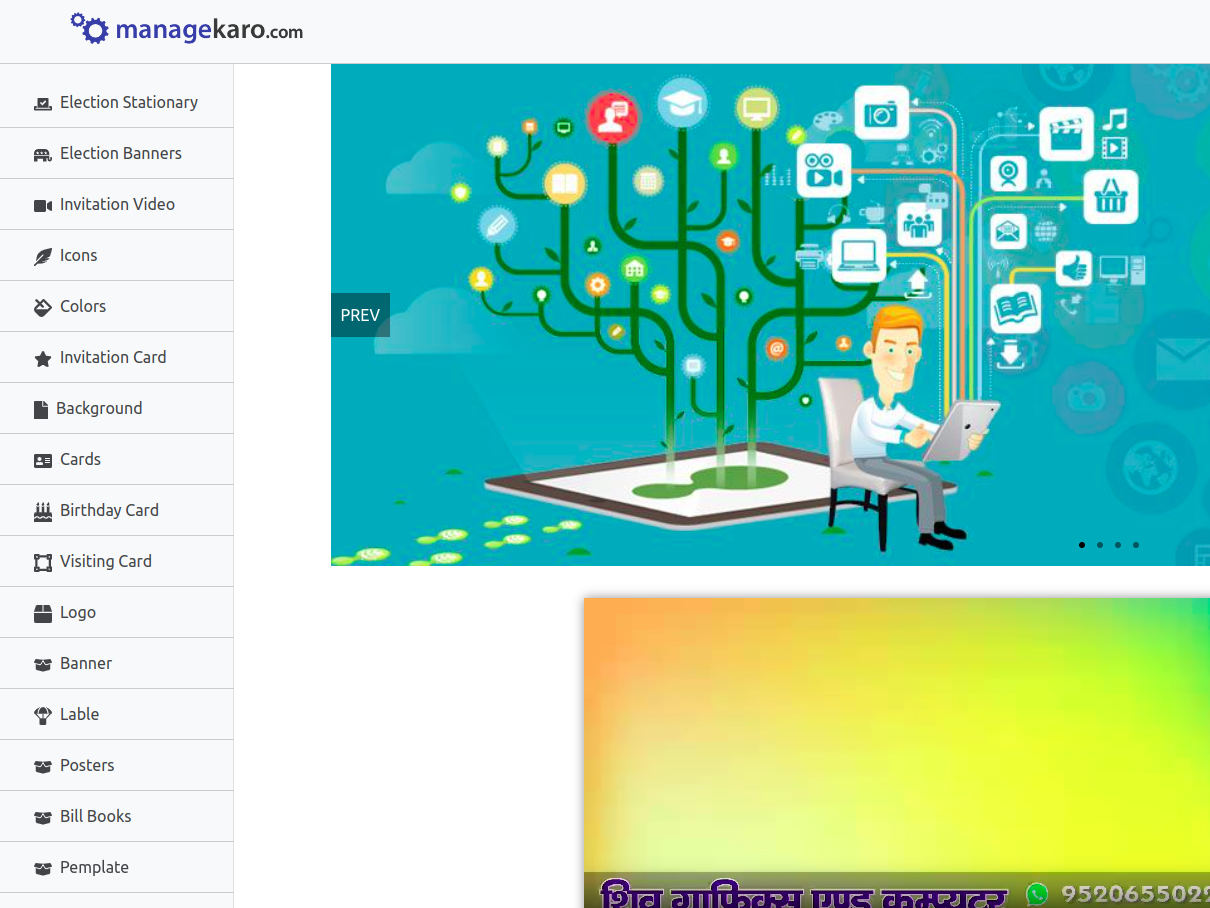 managekaro.com
Election Stationary
Election Banners
Invitation Video
Icons
Colors
Invitation Card
Background
Cards
Birthday Card
Visiting Card
Logo
Banner
Lable
Posters
Bill Books
Pemplate
PREV
शिव ग्राफिक्स एण्ड कम्प्यूटर 952065502